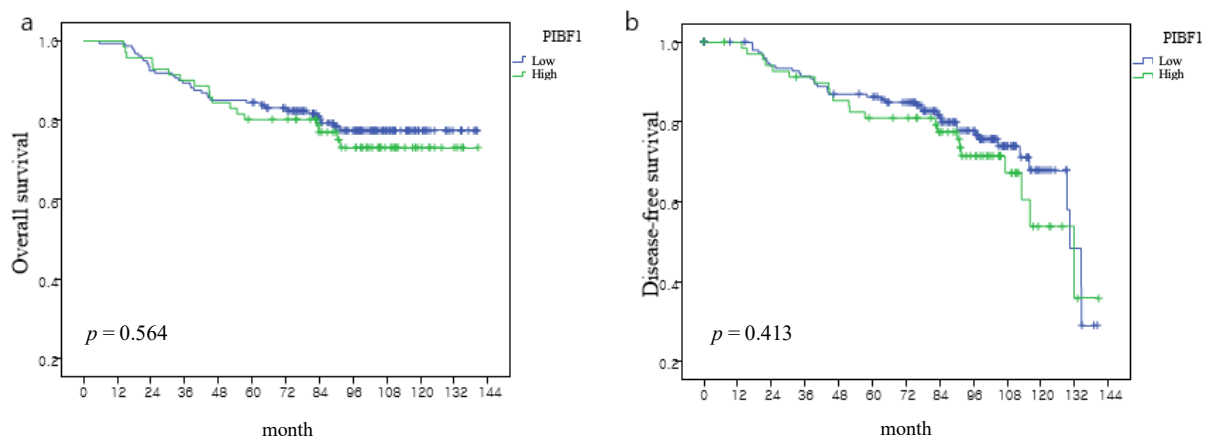 a
PIBF1
Low
High
Overall survival
1.0
0.8
0.6
0.4
0.2
p = 0.564
0 12 24 36 48 60 72 84 96 108 120 132 144
month
b
PIBF1
Low
High
Disease-free survival
1.0
0.8
0.6
0.4
0.2
p = 0.413
0 12 24 36 48 60 72 84 96 108 120 132 144
month